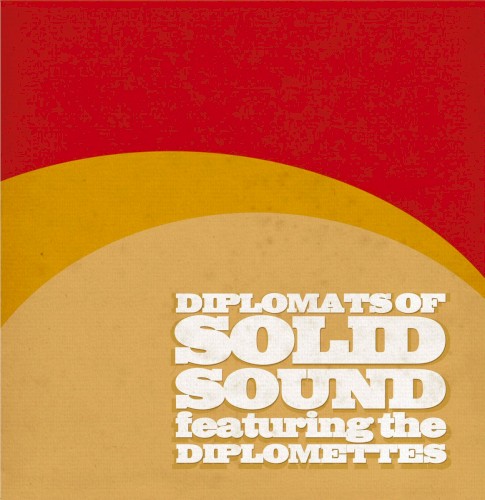 DIPLOMATS OF
SOLID
SOUND
featuring the
DIPLOMETTES